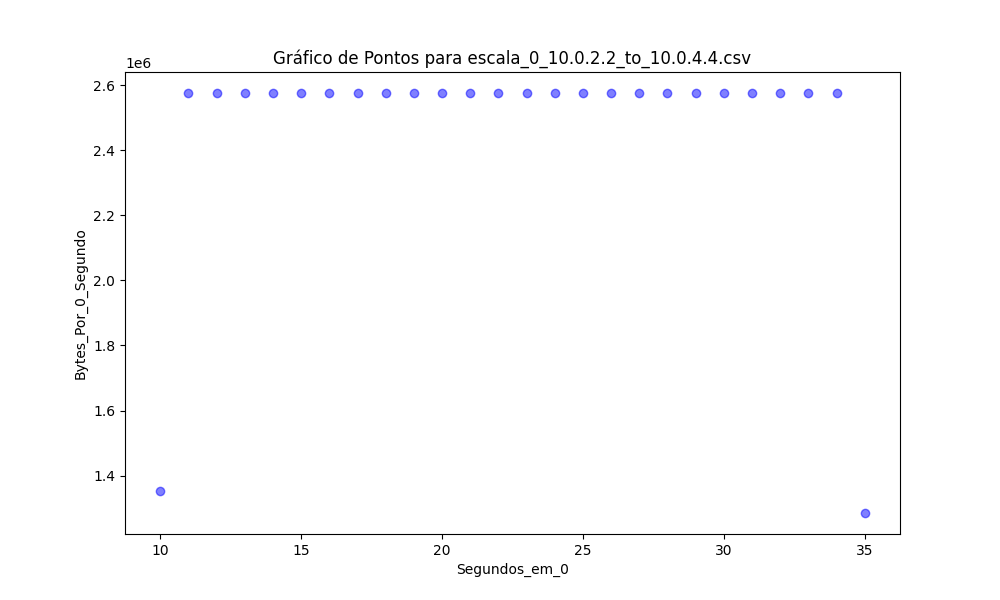 Gráfico de Pontos para escala_0_10.0.2.2_to_10.0.4.4.csv
1e6
2.6
2.4
2.2
2.0
1.8
1.6
1.4
Bytes_Por_0_Segundo
10 15 20 25 30 35
Segundos_em_0